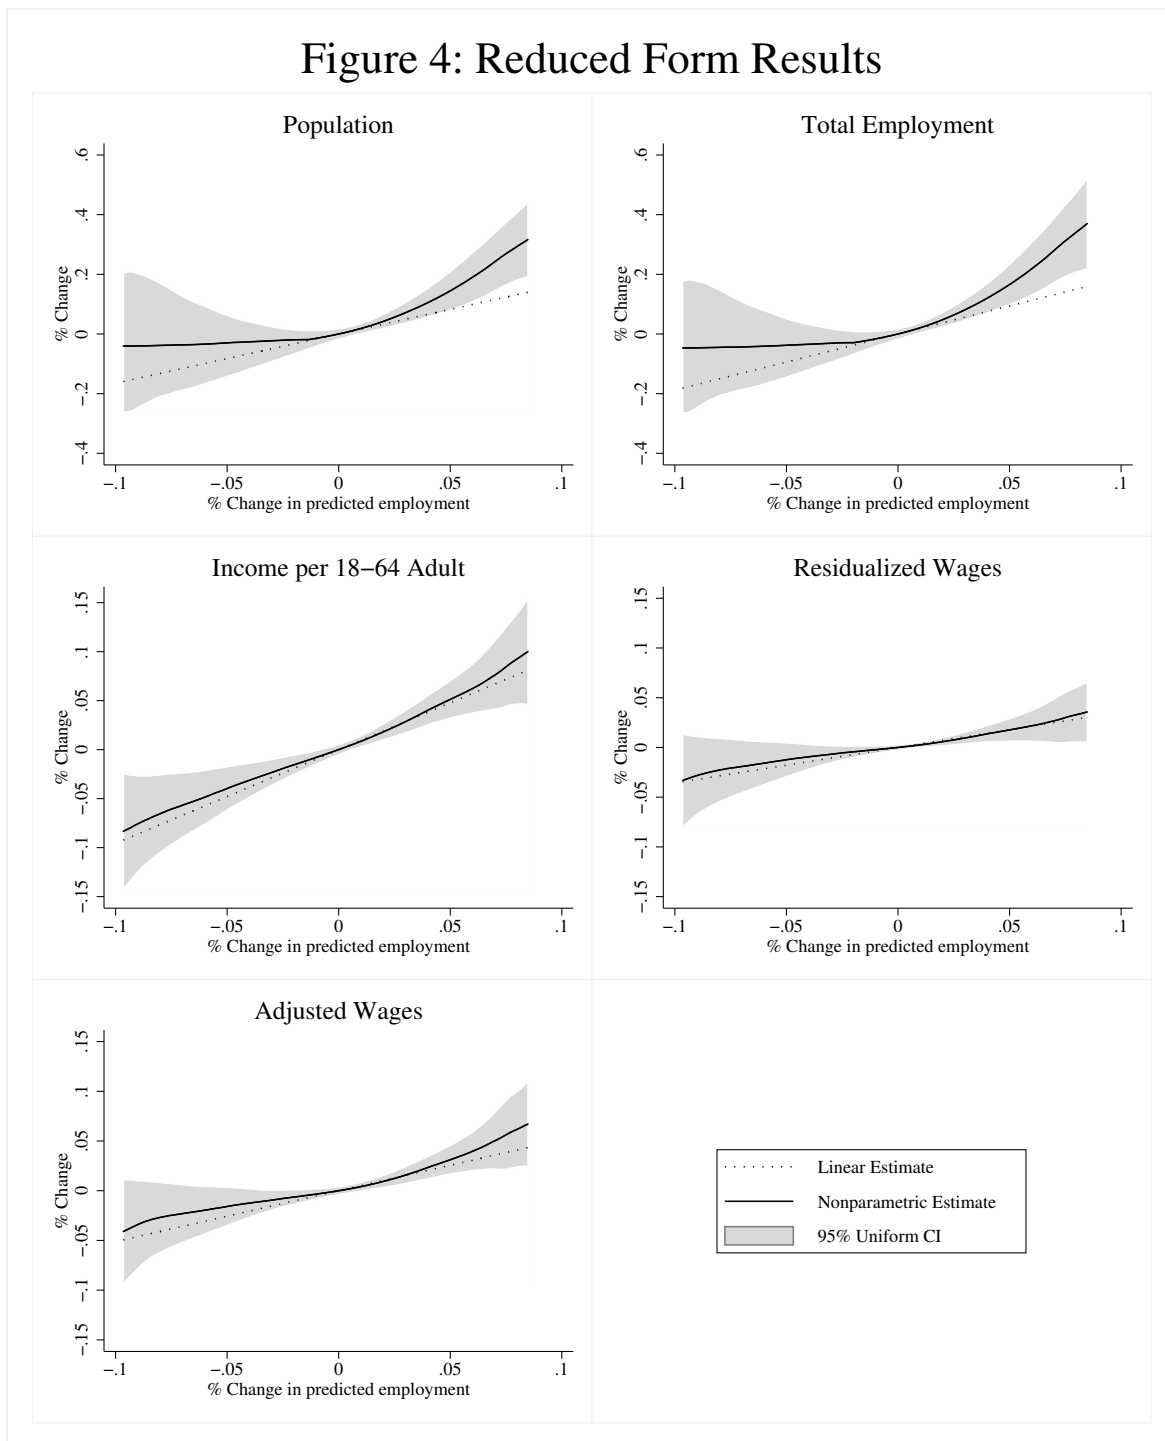 Figure 4: Reduced Form Results
Population
% Change
.6
.4
.2
0
−.2
−.4
−.1 −.05 0 .05 .1
% Change in predicted employment
Total Employment
% Change
.6
.4
.2
0
−.2
−.4
−.1 −.05 0 .05 .1
% Change in predicted employment
Income per 18−64 Adult
% Change
.15
.1
.05
0
−.05
−.1
−.15
−.1 −.05 0 .05 .1
% Change in predicted employment
Residualized Wages
% Change
.15
.1
.05
0
−.05
−.1
−.15
−.1 −.05 0 .05 .1
% Change in predicted employment
Adjusted Wages
% Change
.15
.1
.05
0
−.05
−.1
−.15
−.1 −.05 0 .05 .1
% Change in predicted employment
Linear Estimate
Nonparametric Estimate
95% Uniform CI